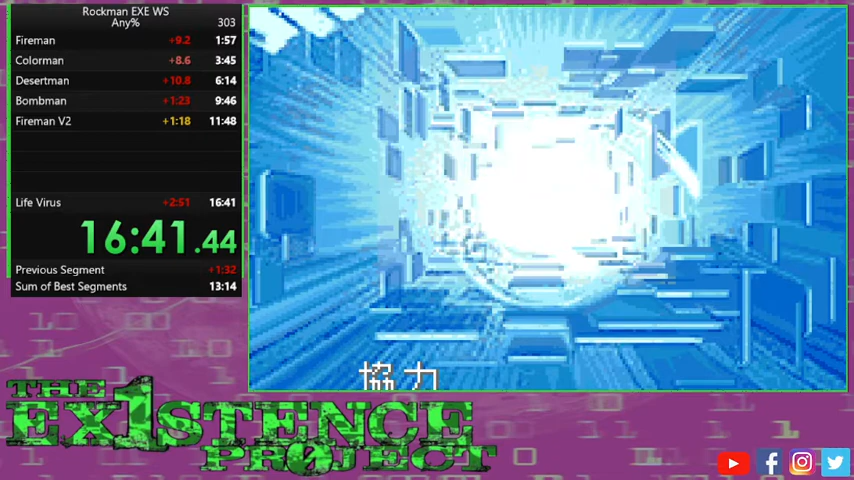 Rockman EXE WS
Any% 303
Fireman +9.2 1:57
Colorman +8.6 3:45
Desertman +10.8 6:14
Bombman +1:23 9:46
Fireman V2 +1:18 11:48
Life Virus +2:51 16:41
16:41.44
Previous Segment +1:32
Sum of Best Segments 13:14
協力
THE
EX1STENCE
PR0JECT